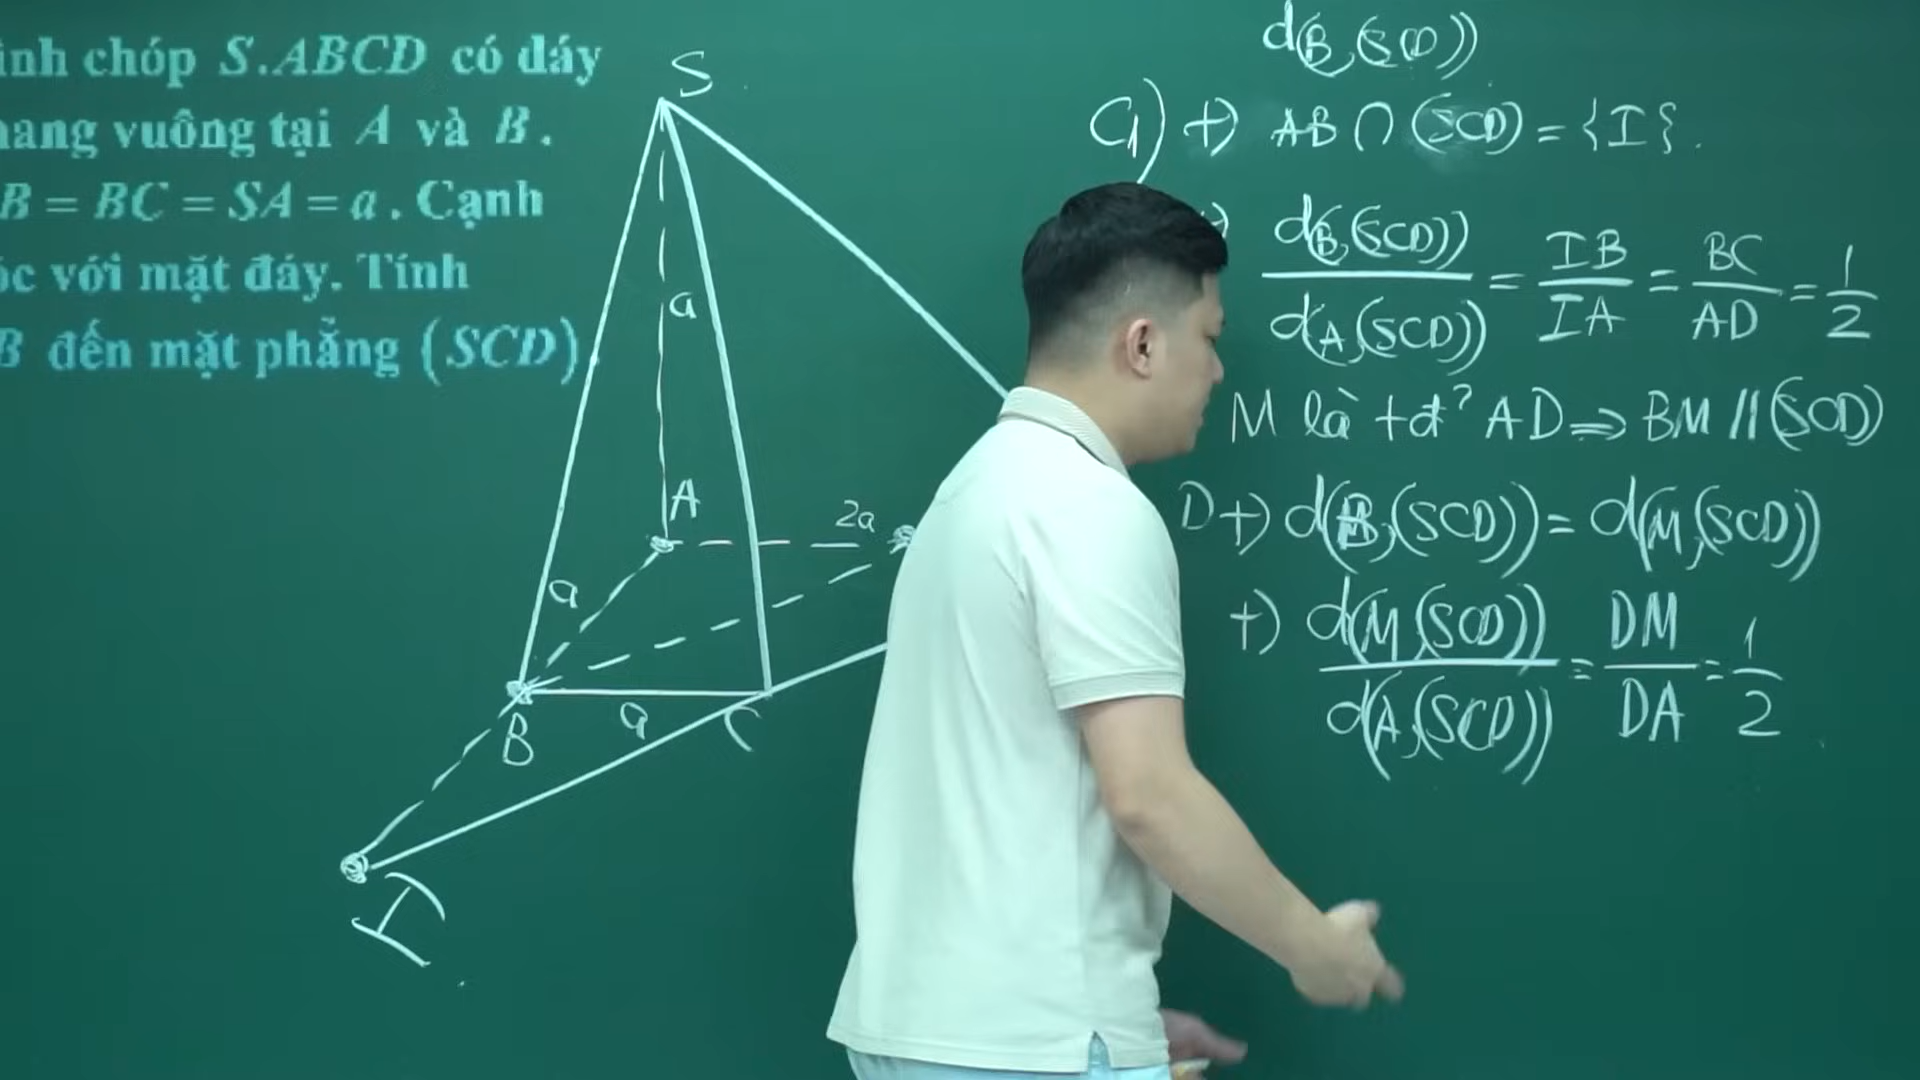 ình chóp S.ABCD có đáy
hang vuông tại A và B.
B = BC = SA = a. Cạnh
óc với mặt đáy. Tính
B đến mặt phẳng (SCD)
S
a
A
2a
a
B
a
C
I
d(B,(SCD))
+) AB ∩ (SCD) = {I}.
d(B,(SCD)) / d(A,(SCD)) = IB / IA = BC / AD = 1/2
M là tđ? AD ⇒ BM // (SCD)
+) d(B,(SCD)) = d(M,(SCD))
+) d(M,(SCD)) / d(A,(SCD)) = DM / DA = 1/2